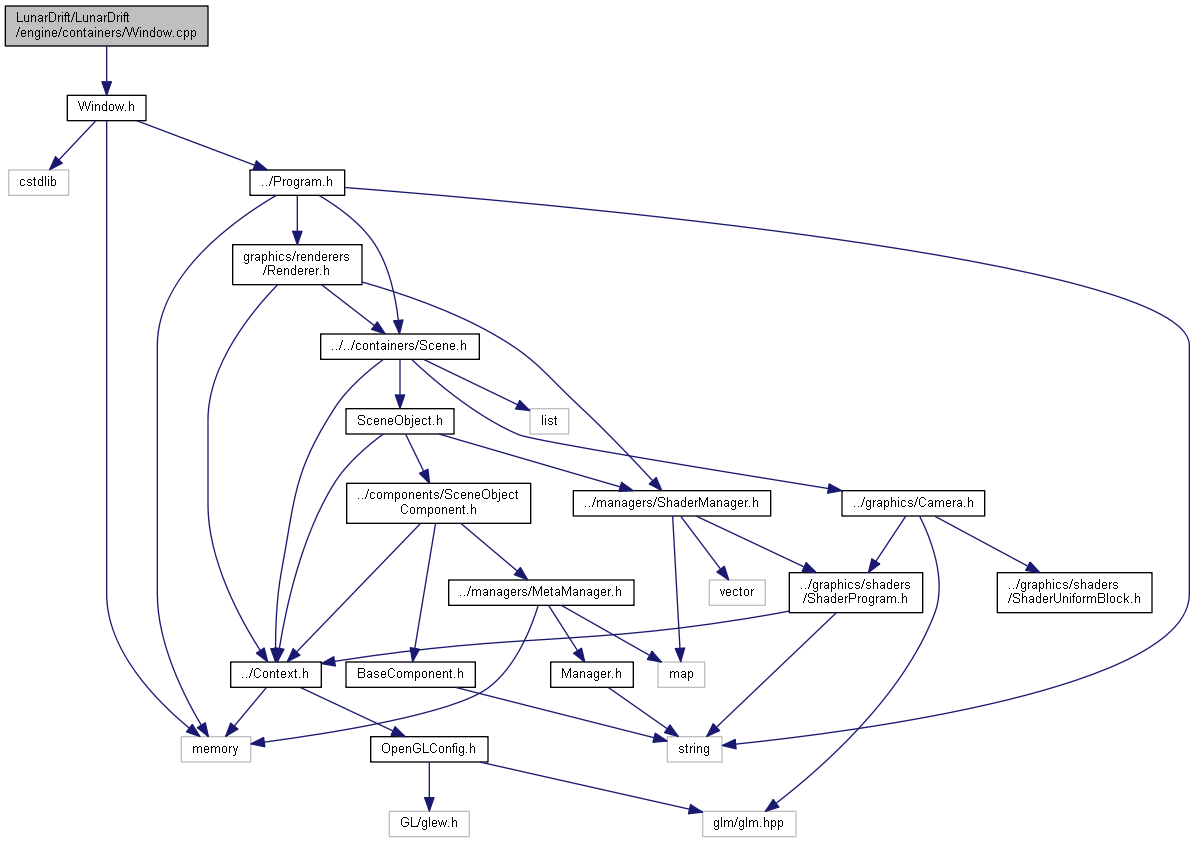 LunarDrift/LunarDrift
/engine/containers/Window.cpp
Window.h
cstdlib
../Program.h
graphics/renderers
/Renderer.h
../../containers/Scene.h
SceneObject.h
list
../components/SceneObject
Component.h
../managers/ShaderManager.h
../graphics/Camera.h
../managers/MetaManager.h
vector
../graphics/shaders
/ShaderProgram.h
../graphics/shaders
/ShaderUniformBlock.h
../Context.h
BaseComponent.h
Manager.h
map
memory
OpenGLConfig.h
string
GL/glew.h
glm/glm.hpp